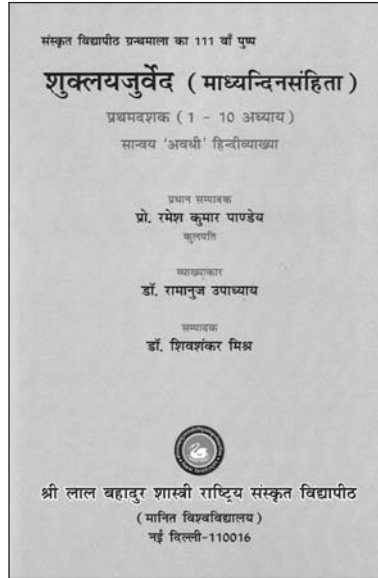 संस्कृत विद्यापीठ ग्रन्थमाला का 111 वाँ पुष्प
शुक्लयजुर्वेद ( माध्यन्दिनसंहिता )
प्रथमदशक ( 1 - 10 अध्याय )
सान्वय 'अवधी' हिन्दीव्याख्या
प्रधान सम्पादक
प्रो. रमेश कुमार पाण्डेय
कुलपति
व्याख्याकार
डॉ. रामानुज उपाध्याय
सम्पादक
डॉ. शिवशंकर मिश्र
श्री लाल बहादुर शास्त्री राष्ट्रिय संस्कृत विद्यापीठ
( मानित विश्वविद्यालय )
नई दिल्ली-110016